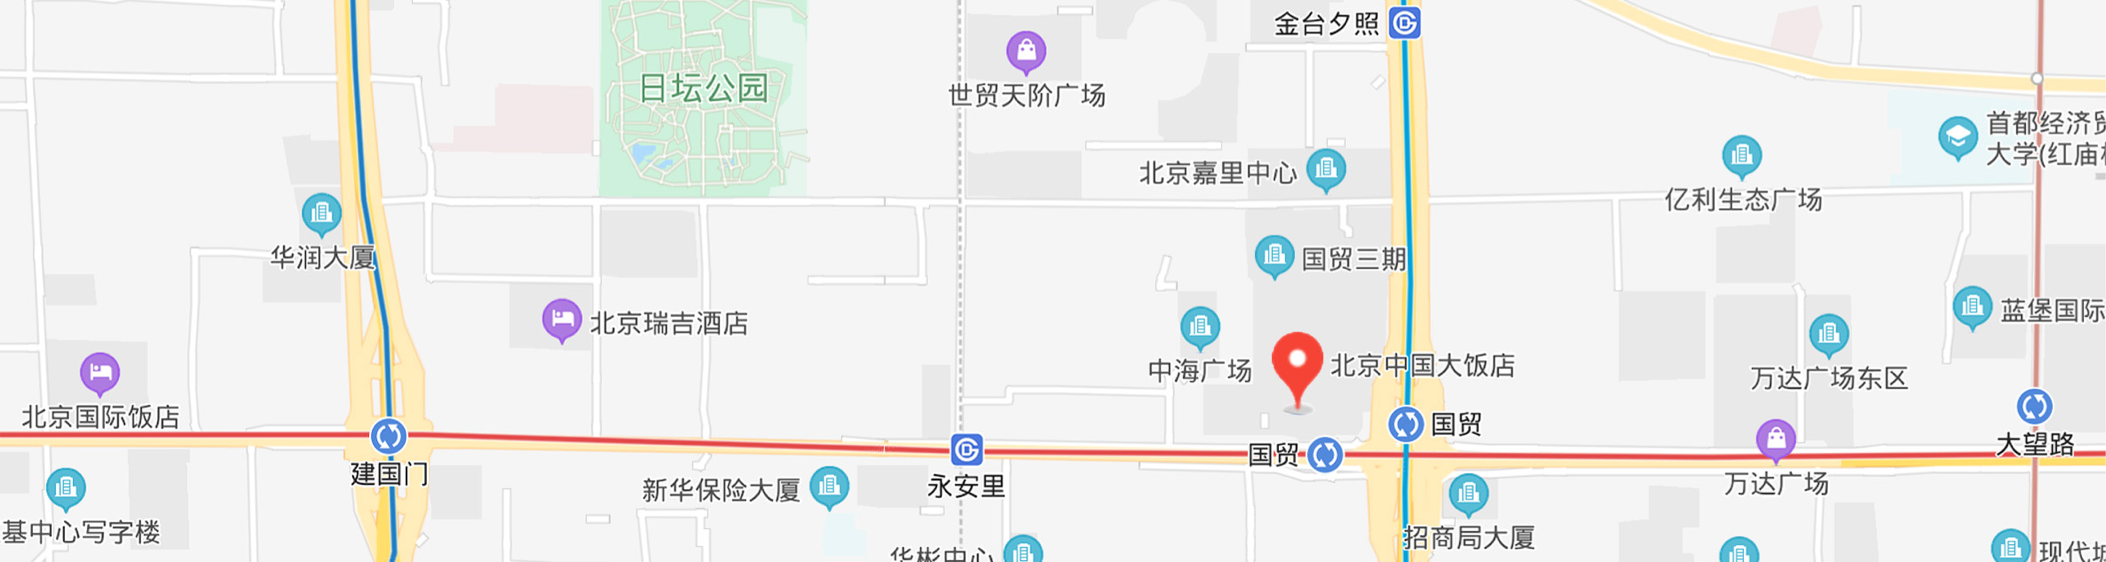 金台夕照
日坛公园
世贸天阶广场
首都经济贸
大学(红庙校
北京嘉里中心
亿利生态广场
华润大厦
国贸三期
北京瑞吉酒店
蓝堡国际
中海广场
北京中国大饭店
万达广场东区
北京国际饭店
国贸
国贸
大望路
建国门
永安里
新华保险大厦
万达广场
基中心写字楼
招商局大厦
华彬中心
现代城